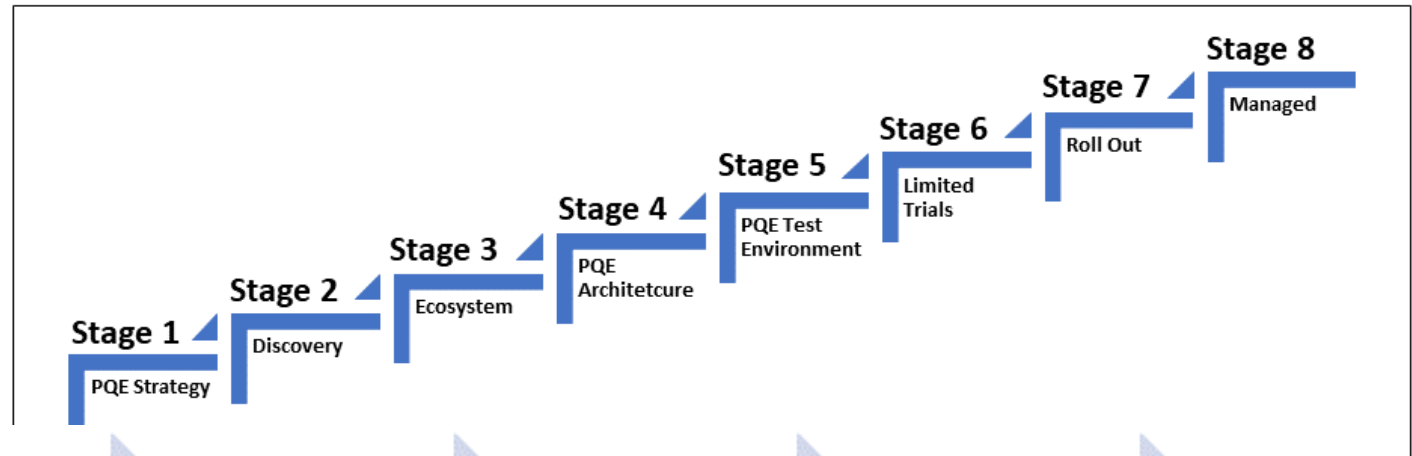 Stage 1
PQE Strategy
Stage 2
Discovery
Stage 3
Ecosystem
Stage 4
PQE
Architetcure
Stage 5
PQE Test
Environment
Stage 6
Limited
Trials
Stage 7
Roll Out
Stage 8
Managed